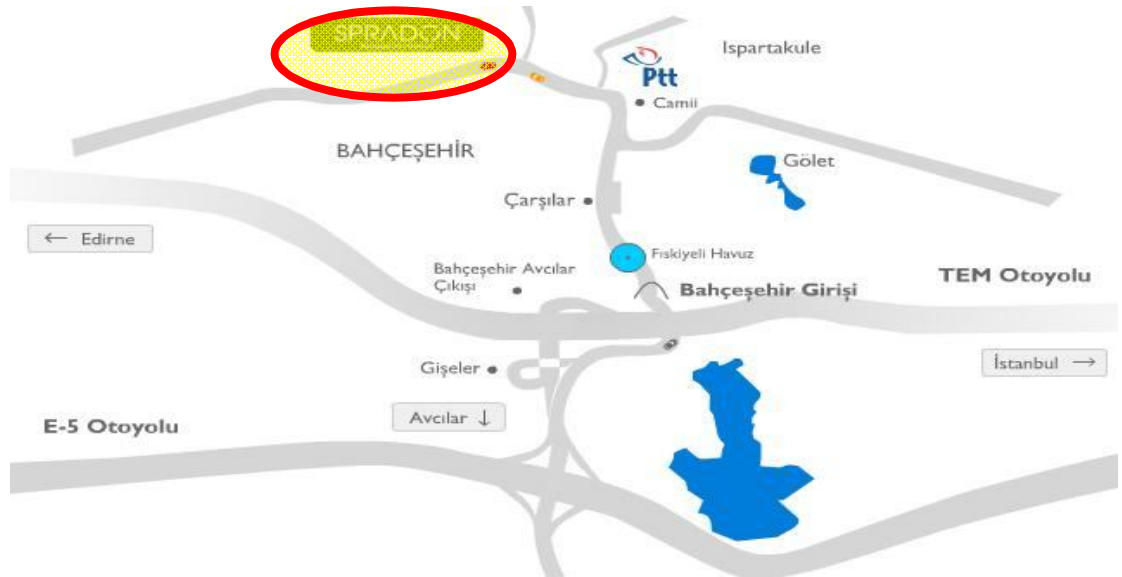 SPRADON
Ispartakule
Ptt
Camii
BAHÇEŞEHİR
Gölet
Çarşılar
← Edirne
Fıskiyeli Havuz
Bahçeşehir Avcılar
Çıkışı
TEM Otoyolu
Bahçeşehir Girişi
Gişeler
İstanbul →
Avcılar ↓
E-5 Otoyolu